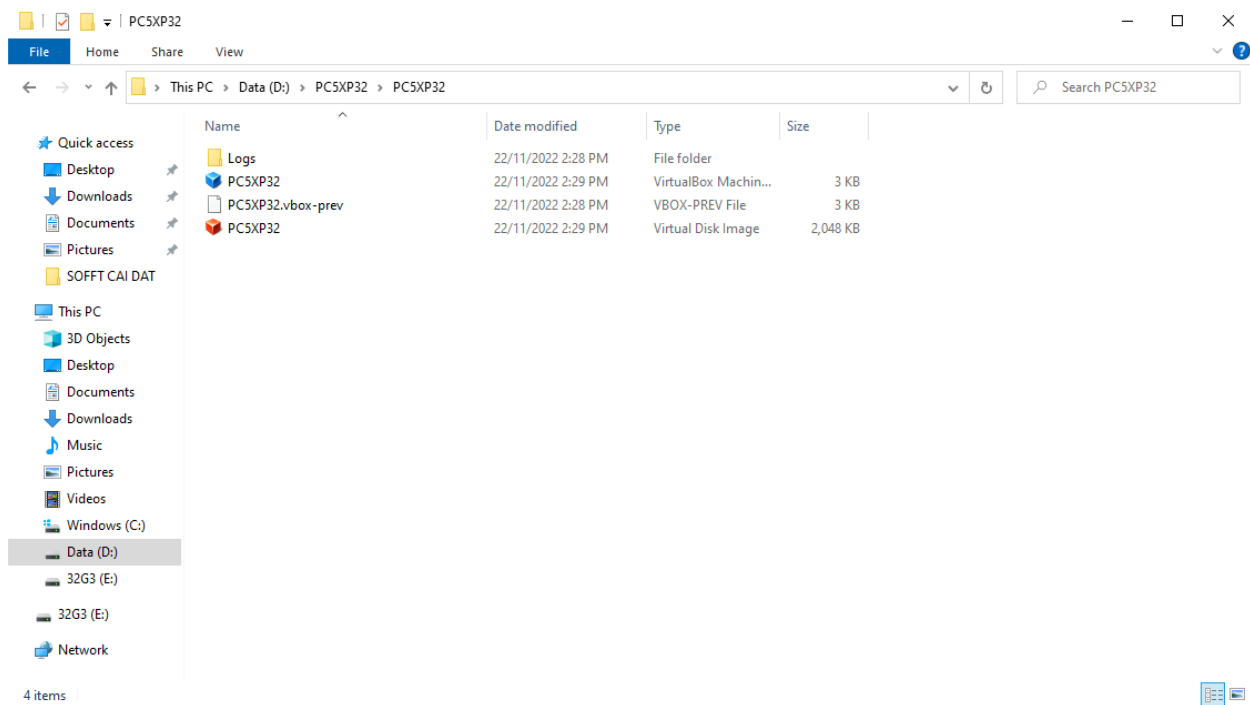 PC5XP32
File Home Share View
This PC Data (D:) PC5XP32 PC5XP32 Search PC5XP32
Name Date modified Type Size
Logs 22/11/2022 2:28 PM File folder
PC5XP32 22/11/2022 2:29 PM VirtualBox Machin... 3 KB
PC5XP32.vbox-prev 22/11/2022 2:28 PM VBOX-PREV File 3 KB
PC5XP32 22/11/2022 2:29 PM Virtual Disk Image 2,048 KB
Quick access
Desktop
Downloads
Documents
Pictures
SOFFT CAI DAT
This PC
3D Objects
Desktop
Documents
Downloads
Music
Pictures
Videos
Windows (C:)
Data (D:)
32G3 (E:)
32G3 (E:)
Network
4 items